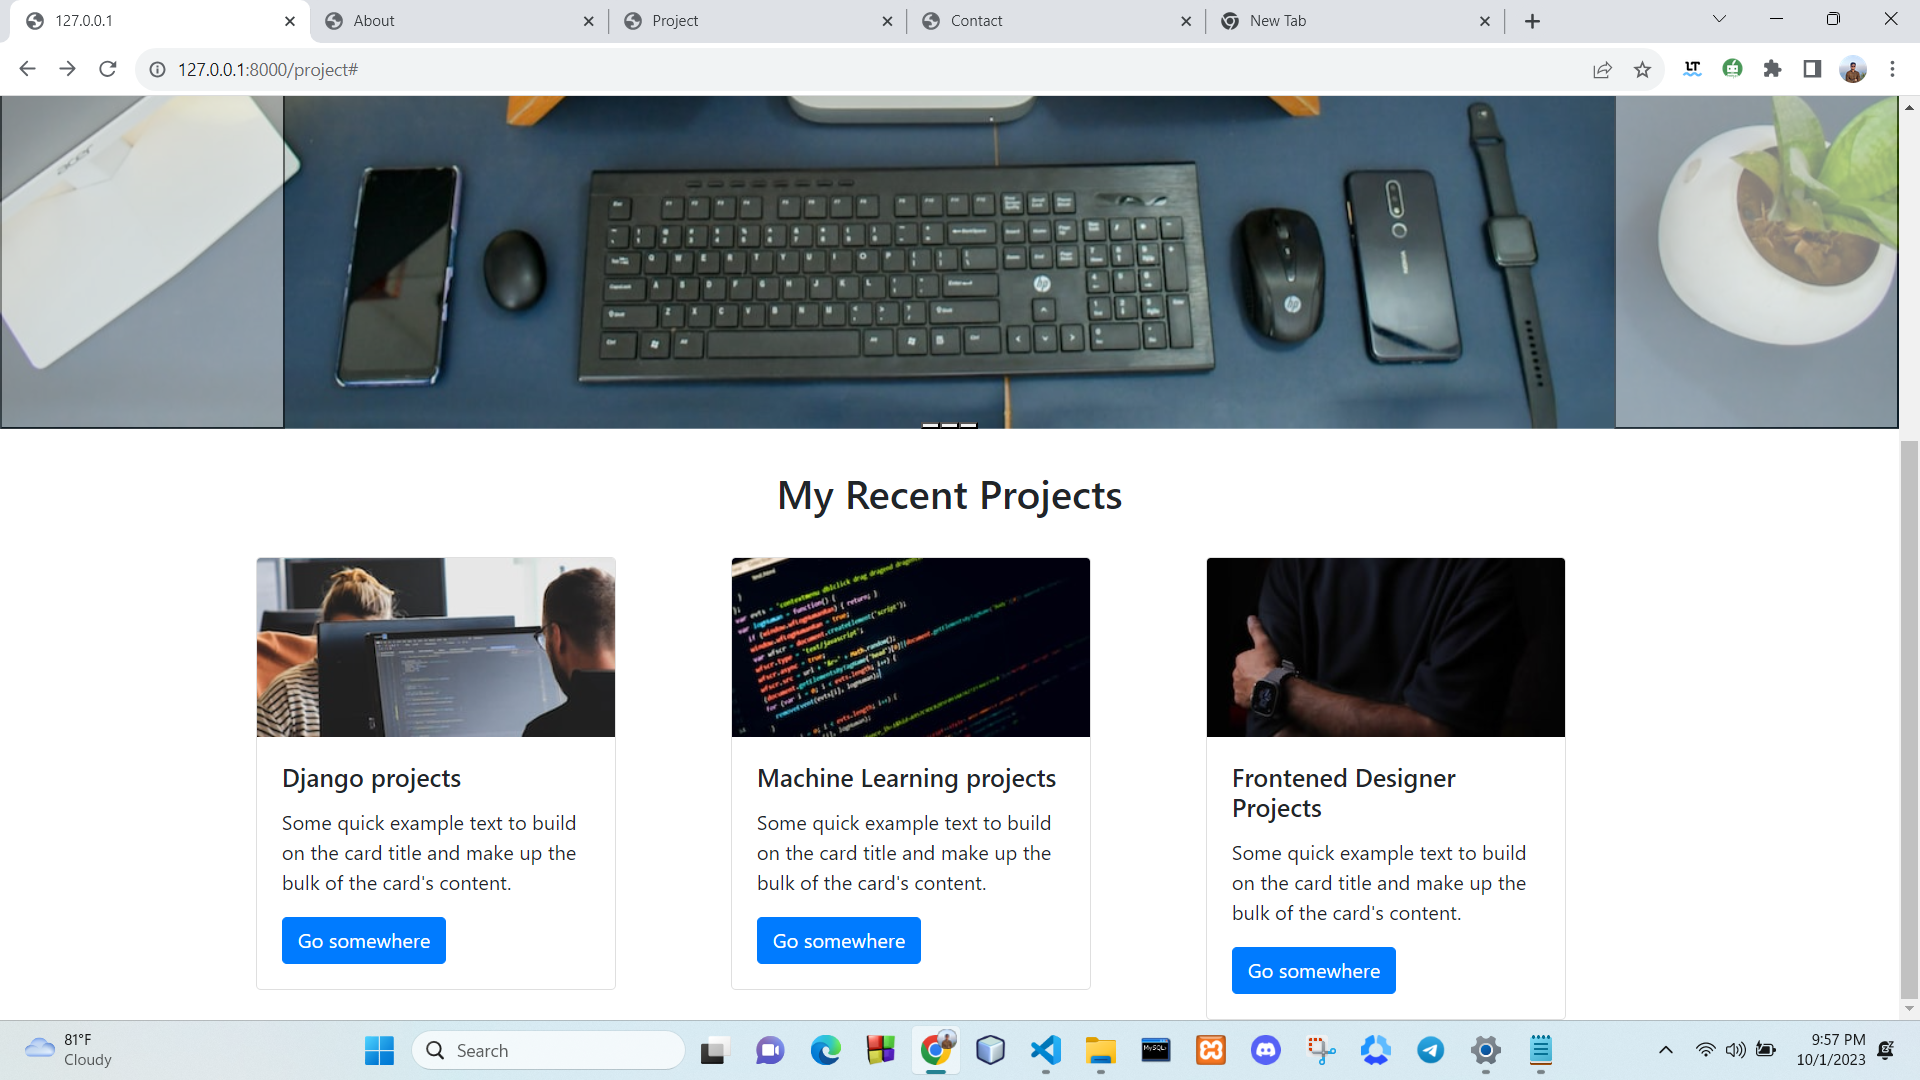 127.0.0.1
About
Project
Contact
New Tab
127.0.0.1:8000/project#
acer
hp
hp
NOKIA
My Recent Projects
Django projects
Some quick example text to build
on the card title and make up the
bulk of the card's content.
Go somewhere
Machine Learning projects
Some quick example text to build
on the card title and make up the
bulk of the card's content.
Go somewhere
Frontened Designer
Projects
Some quick example text to build
on the card title and make up the
bulk of the card's content.
Go somewhere
81°F
Cloudy
Search
9:57 PM
10/1/2023